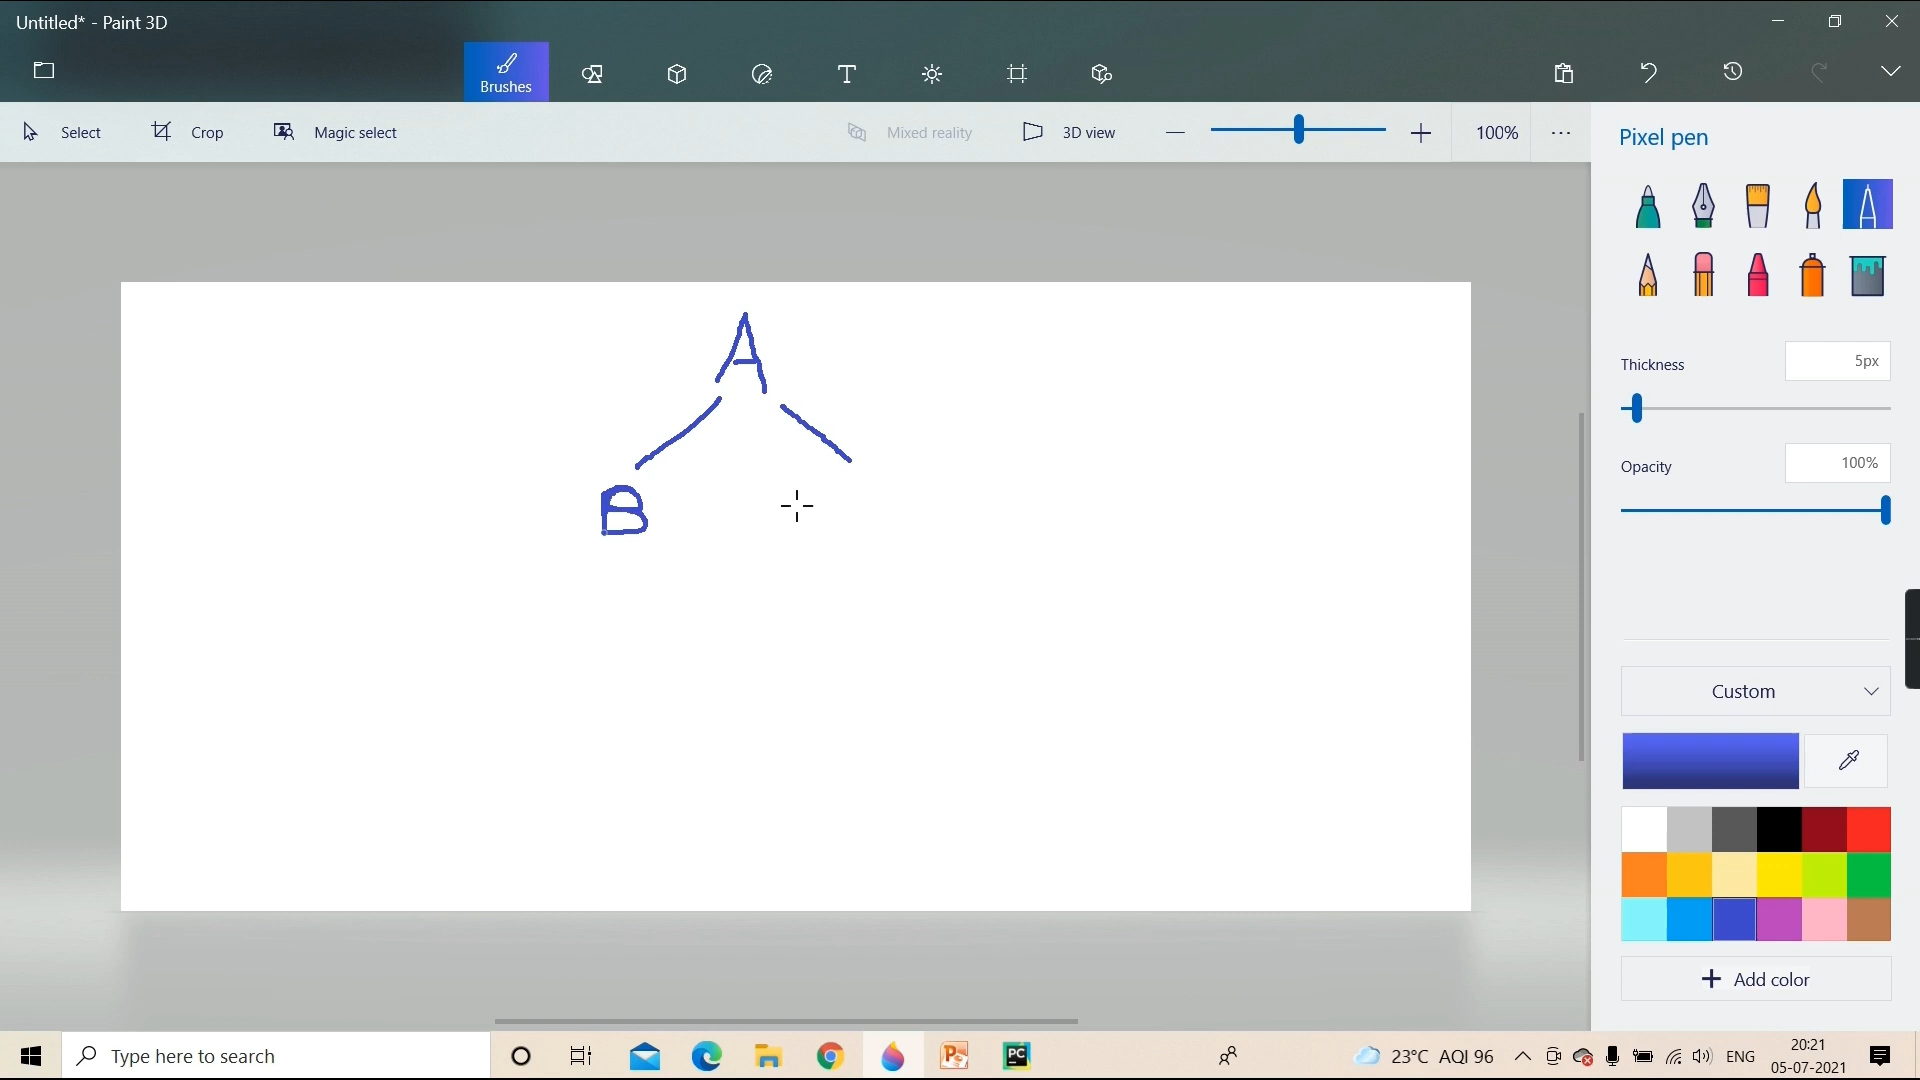 Untitled* - Paint 3D
Brushes
Select Crop Magic select Mixed reality 3D view 100% ...
Pixel pen
Thickness 5px
Opacity 100%
A
B
Custom
Add color
Type here to search
PC
23°C AQI 96
ENG
20:21
05-07-2021